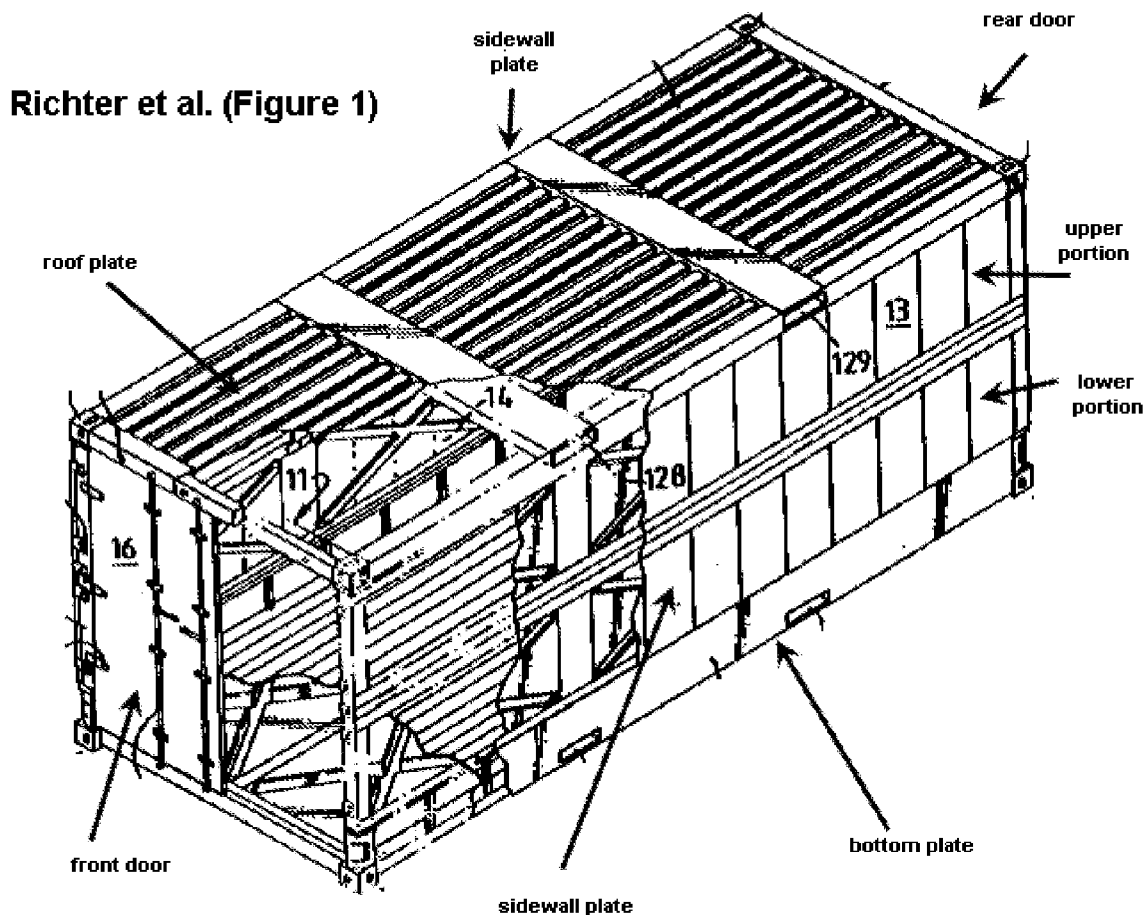 rear door
sidewall
plate
Richter et al. (Figure 1)
upper
portion
roof plate
13
129
lower
portion
14
11
128
16
bottom plate
front door
sidewall plate